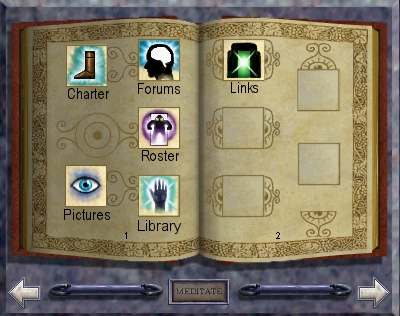 Charter
Forums
Links
Roster
Pictures
Library
1
2
MEDITATE